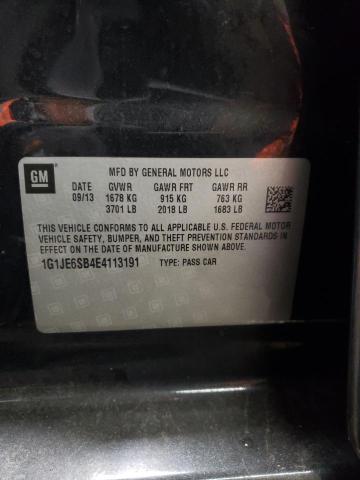 GM
MFD BY GENERAL MOTORS LLC
DATE GVWR GAWR FRT GAWR RR
09/13 1678 KG 915 KG 763 KG
3701 LB 2018 LB 1683 LB
THIS VEHICLE CONFORMS TO ALL APPLICABLE U.S. FEDERAL MOTOR
VEHICLE SAFETY, BUMPER, AND THEFT PREVENTION STANDARDS
IN EFFECT ON THE DATE OF MANUFACTURE SHOWN ABOVE.
1G1JE6SB4E4113191 TYPE: PASS CAR